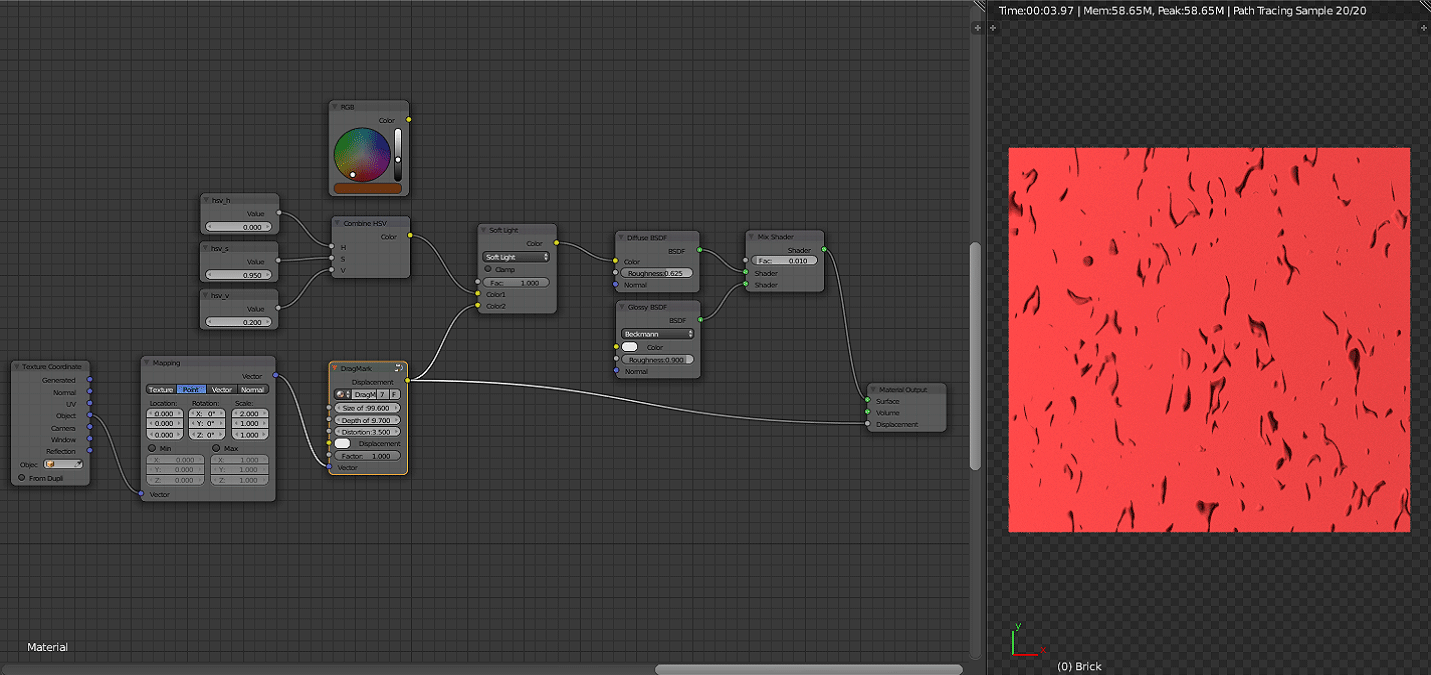 Time:00:03.97 | Mem:58.65M, Peak:58.65M | Path Tracing Sample 20/20
RGB
Color
hsv_h
Value
0.000
hsv_s
Value
0.950
hsv_v
Value
0.200
Combine HSV
Color
H
S
V
Soft Light
Color
Soft Light
Clamp
Fac: 1.000
Color1
Color2
Diffuse BSDF
BSDF
Color
Roughness:0.625
Normal
Glossy BSDF
BSDF
Beckmann
Color
Roughness:0.900
Normal
Mix Shader
Shader
Fac: 0.010
Shader
Shader
Texture Coordinate
Generated
Normal
UV
Object
Camera
Window
Reflection
Objec
From Dupli
Mapping
Vector
Texture Point Vector Normal
Location: Rotation: Scale:
0.000 X: 0° 2.000
0.000 Y: 0° 1.000
0.000 Z: 0° 1.000
Min Max
X: 0.000 X: 1.000
Y: 0.000 Y: 1.000
Z: 0.000 Z: 1.000
Vector
DragMark
Displacement
DragM 7 F
Size of :99.600
Depth of :9.700
Distortion:3.500
Displacement
Factor: 1.000
Vector
Material Output
Surface
Volume
Displacement
Material
y
x
(0) Brick